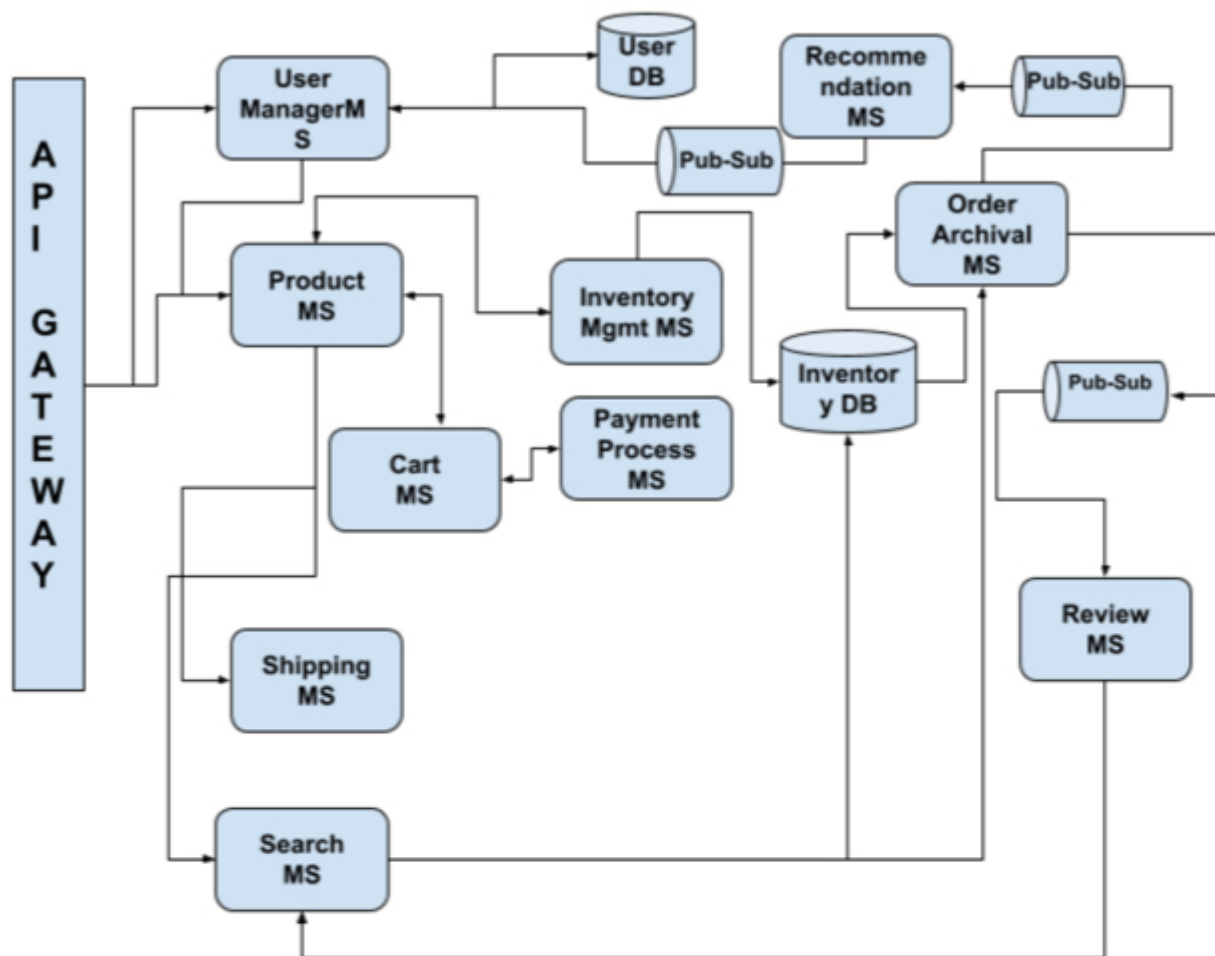 A
P
I
G
A
T
E
W
A
Y
User
ManagerM
S
User
DB
Recomme
ndation
MS
Pub-Sub
Pub-Sub
Order
Archival
MS
Product
MS
Inventory
Mgmt MS
Inventor
y DB
Pub-Sub
Payment
Process
MS
Cart
MS
Review
MS
Shipping
MS
Search
MS